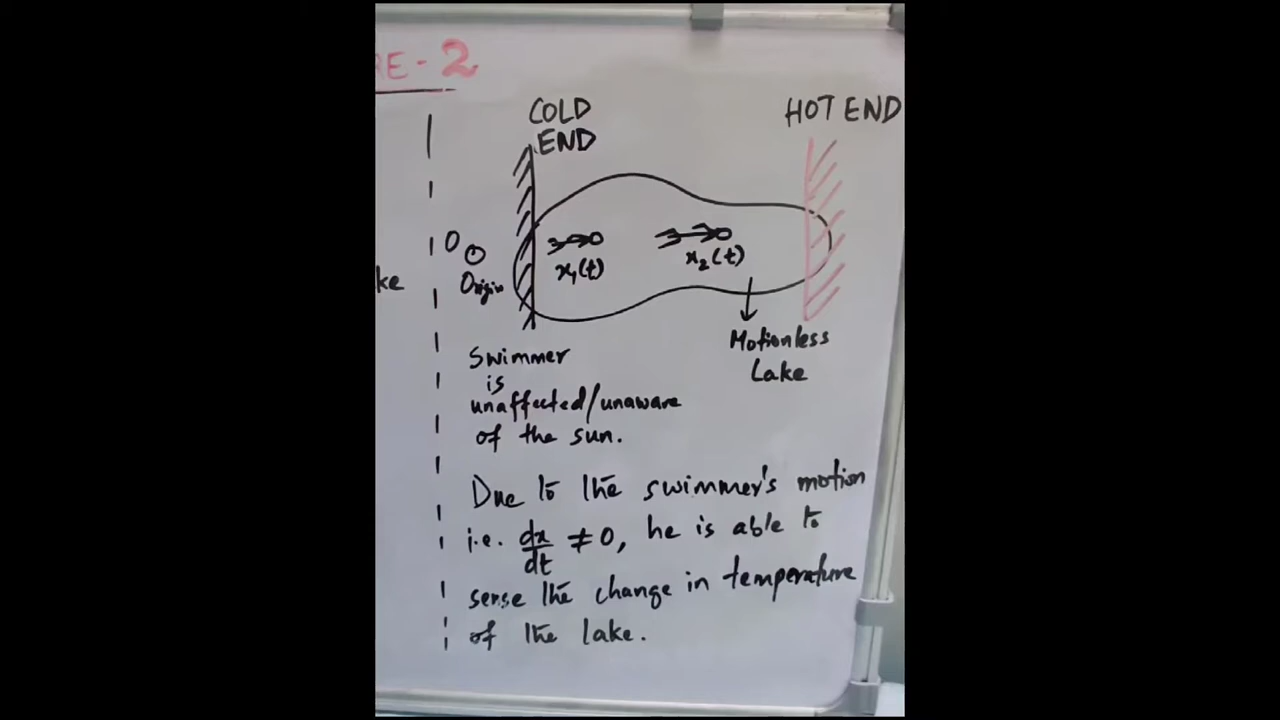 RE-2
COLD
END
HOT END
0
Origin
x₁(t)
x₂(t)
ke
Motionless
Lake
Swimmer
is
unaffected/unaware
of the sun.
Due to the swimmer's motion
i.e. dx/dt ≠ 0, he is able to
sense the change in temperature
of the lake.